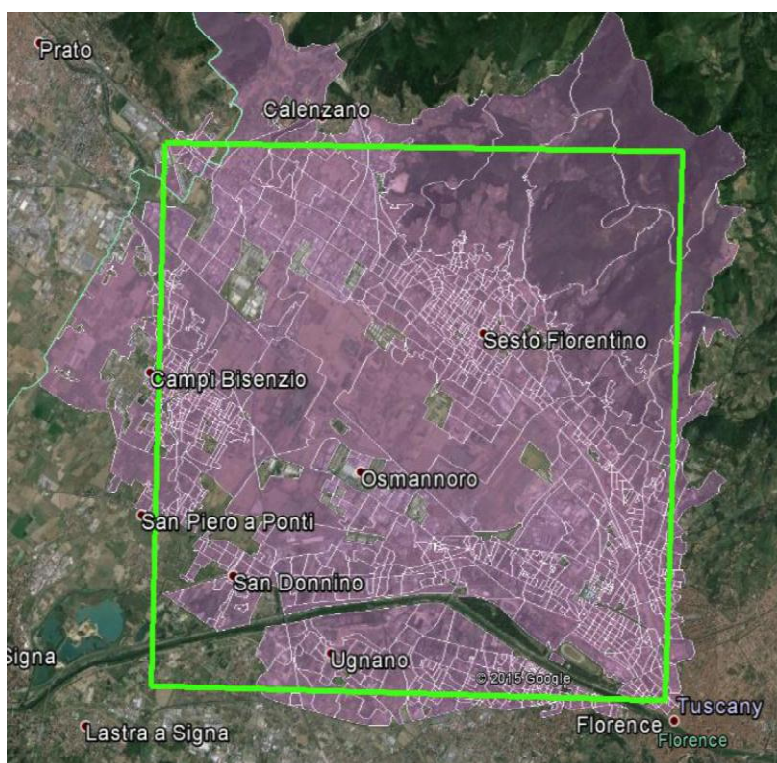 Prato
Calenzano
Sesto Fiorentino
Campi Bisenzio
Osmannoro
San Piero a Ponti
San Donnino
Signa
Ugnano
© 2015 Google
Tuscany
Florence
Lastra a Signa
Florence